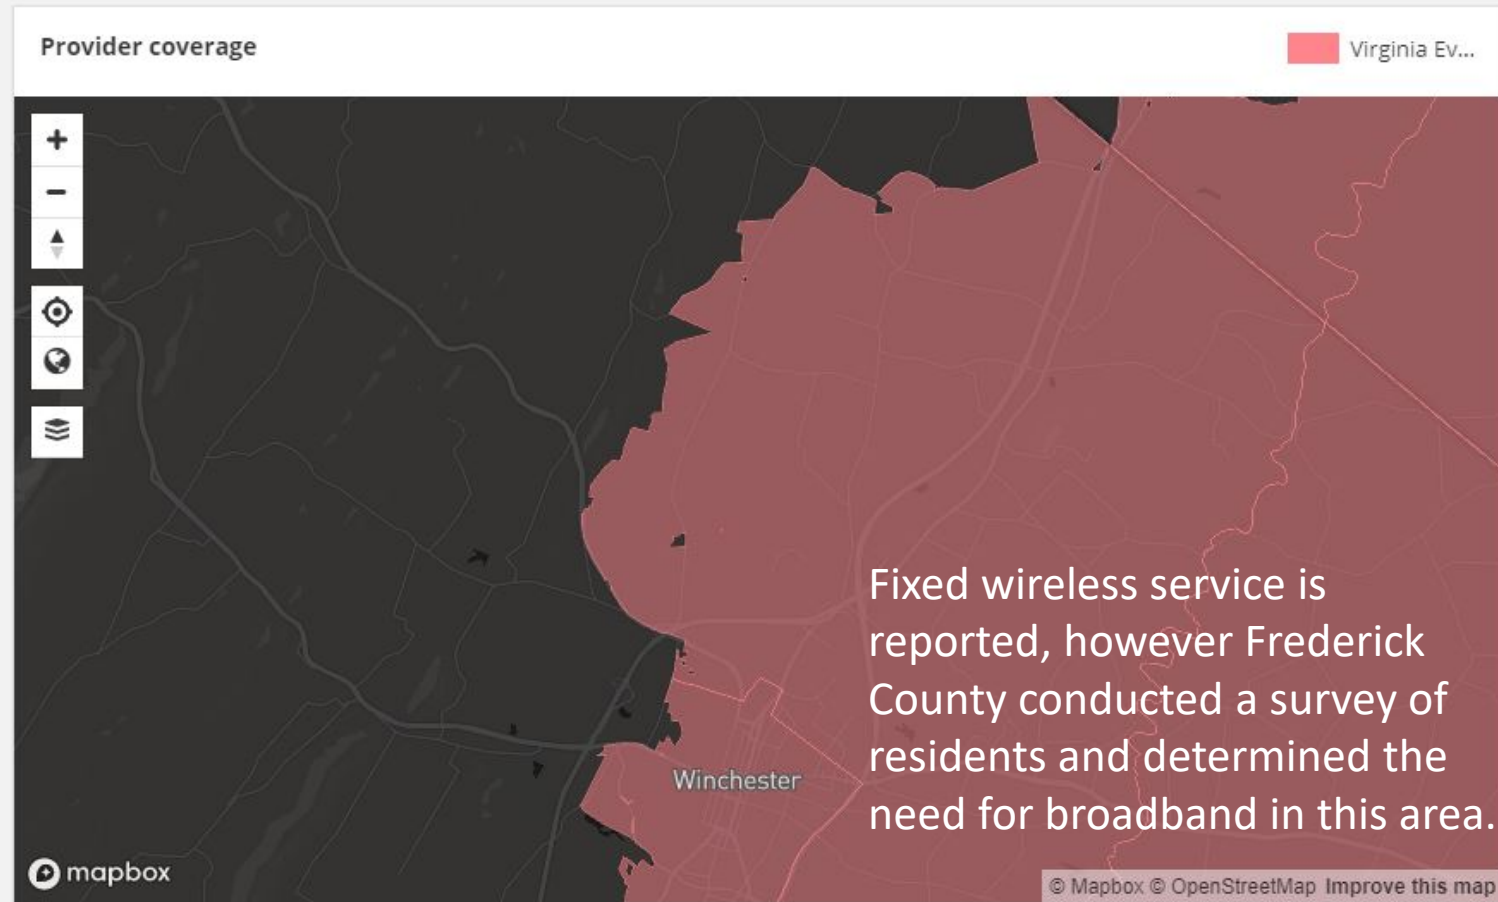 Provider coverage
Virginia Ev...
Fixed wireless service is
reported, however Frederick
County conducted a survey of
residents and determined the
need for broadband in this area.
Winchester
mapbox
© Mapbox © OpenStreetMap Improve this map